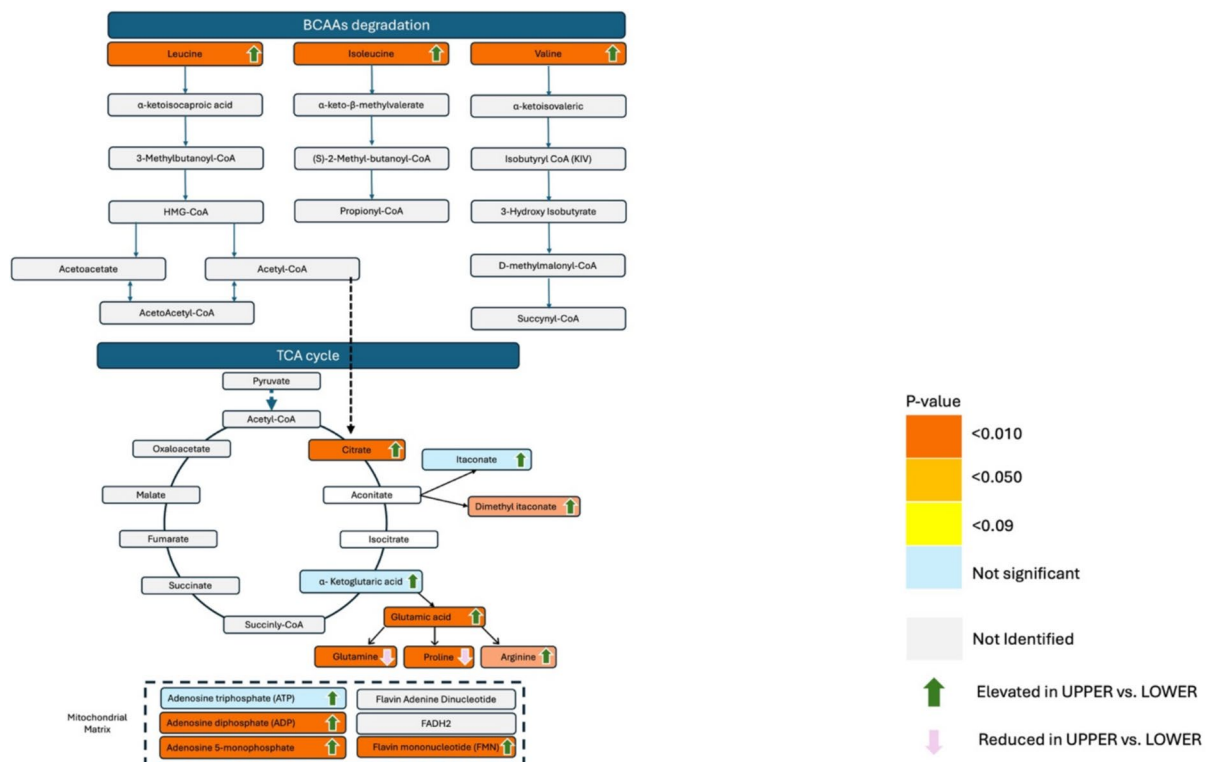 BCAAs degradation
Leucine
Isoleucine
Valine
α-ketoisocaproic acid
α-keto-β-methylvalerate
α-ketoisovaleric
3-Methylbutanoyl-CoA
(S)-2-Methyl-butanoyl-CoA
Isobutyryl CoA (KIV)
HMG-CoA
Propionyl-CoA
3-Hydroxy Isobutyrate
Acetoacetate
Acetyl-CoA
D-methylmalonyl-CoA
AcetoAcetyl-CoA
Succynyl-CoA
TCA cycle
Pyruvate
Acetyl-CoA
Oxaloacetate
Citrate
Itaconate
Malate
Aconitate
Dimethyl itaconate
Fumarate
Isocitrate
Succinate
α- Ketoglutaric acid
Succinly-CoA
Glutamic acid
Glutamine
Proline
Arginine
Mitochondrial
Matrix
Adenosine triphosphate (ATP)
Flavin Adenine Dinucleotide
Adenosine diphosphate (ADP)
FADH2
Adenosine 5-monophosphate
Flavin mononucleotide (FMN)
P-value
<0.010
<0.050
<0.09
Not significant
Not Identified
Elevated in UPPER vs. LOWER
Reduced in UPPER vs. LOWER